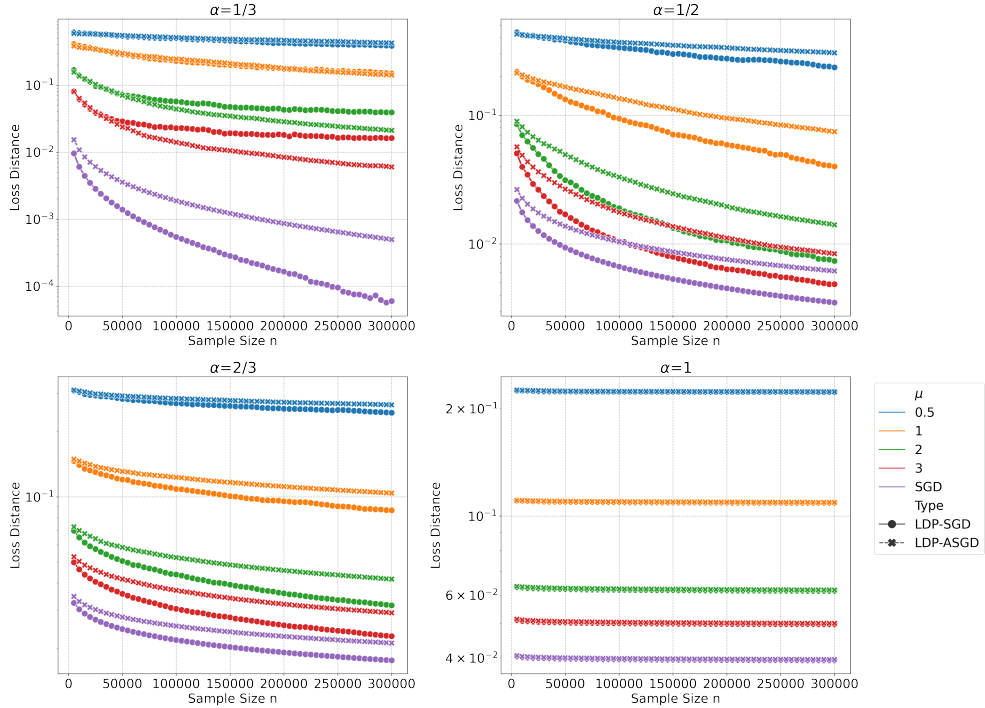 α=1/3
Loss Distance
10⁻¹
10⁻²
10⁻³
10⁻⁴
0 50000 100000 150000 200000 250000 300000
Sample Size n
α=1/2
Loss Distance
10⁻¹
10⁻²
0 50000 100000 150000 200000 250000 300000
Sample Size n
α=2/3
Loss Distance
10⁻¹
0 50000 100000 150000 200000 250000 300000
Sample Size n
α=1
Loss Distance
2 × 10⁻¹
10⁻¹
6 × 10⁻²
4 × 10⁻²
0 50000 100000 150000 200000 250000 300000
Sample Size n
μ
0.5
1
2
3
SGD
Type
LDP-SGD
LDP-ASGD